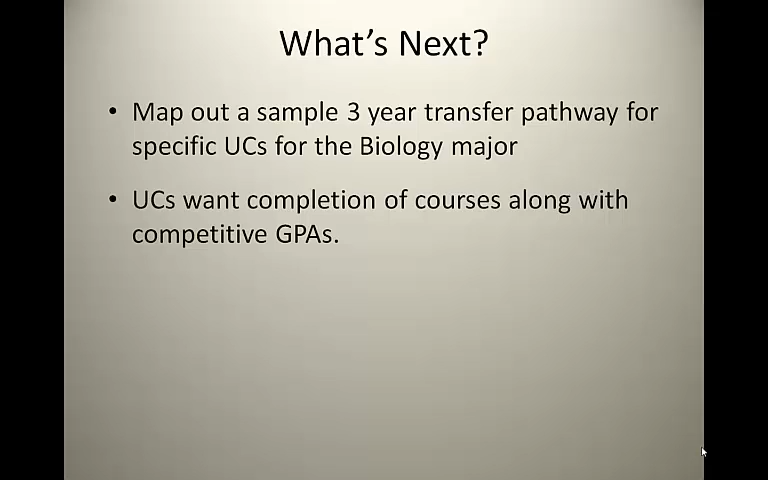 What's Next?
• Map out a sample 3 year transfer pathway for
specific UCs for the Biology major
• UCs want completion of courses along with
competitive GPAs.